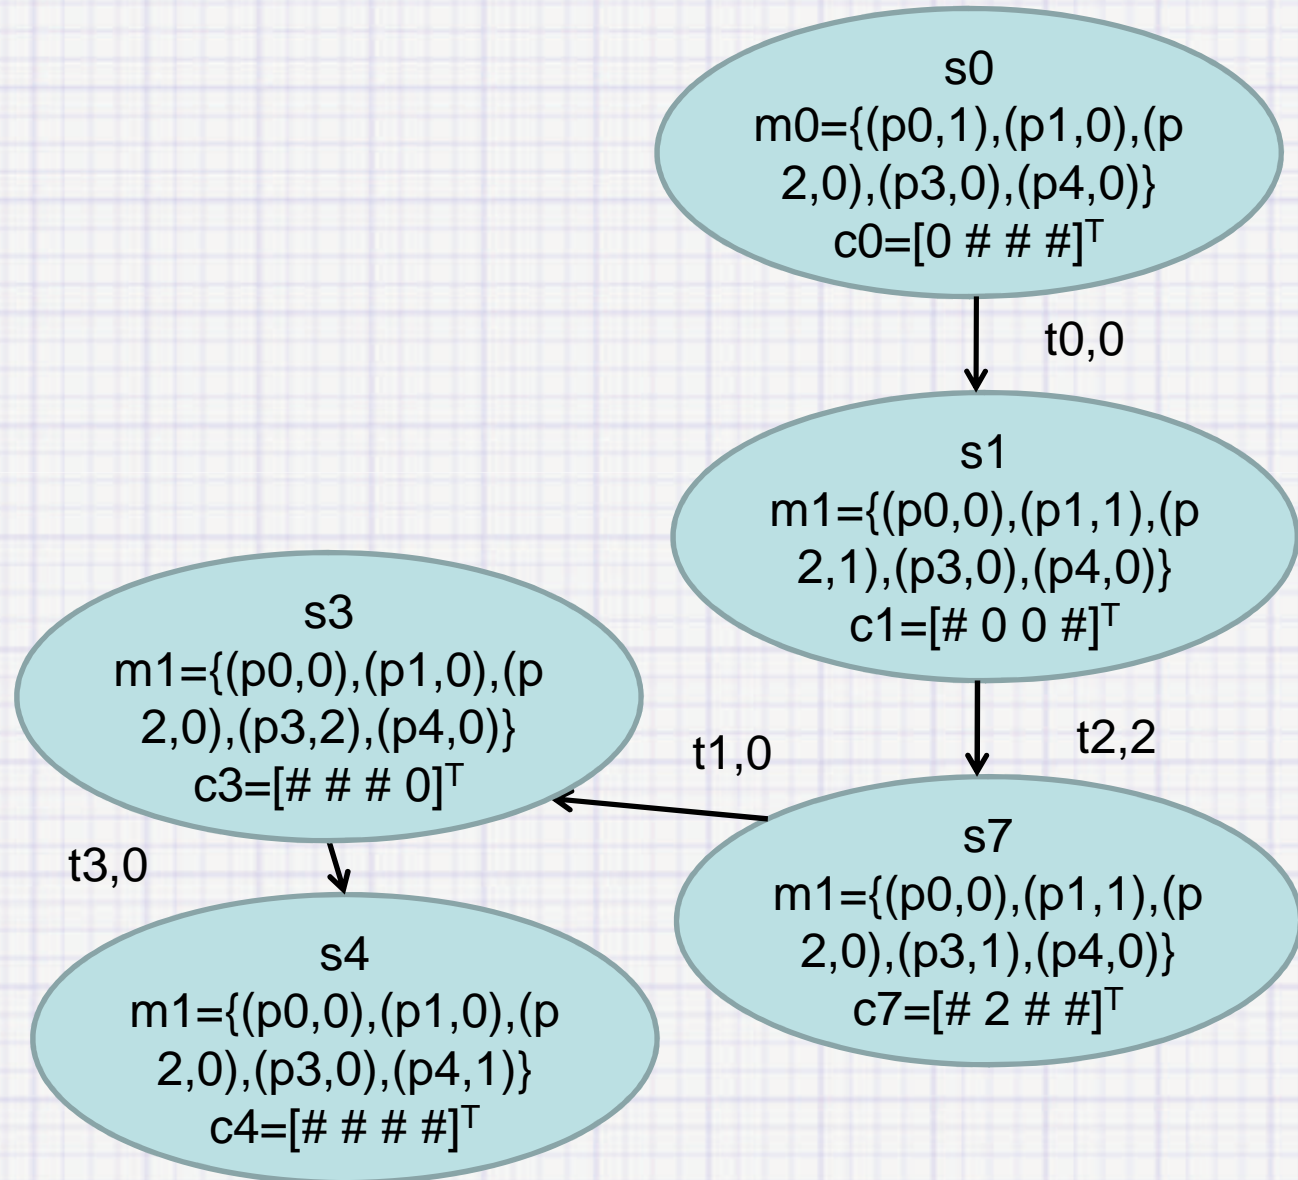 s0
m0={(p0,1),(p1,0),(p
2,0),(p3,0),(p4,0)}
c0=[0 # # #]ᵀ
t0,0
s1
m1={(p0,0),(p1,1),(p
2,1),(p3,0),(p4,0)}
c1=[# 0 0 #]ᵀ
t2,2
s7
m1={(p0,0),(p1,1),(p
2,0),(p3,1),(p4,0)}
c7=[# 2 # #]ᵀ
t1,0
s3
m1={(p0,0),(p1,0),(p
2,0),(p3,2),(p4,0)}
c3=[# # # 0]ᵀ
t3,0
s4
m1={(p0,0),(p1,0),(p
2,0),(p3,0),(p4,1)}
c4=[# # # #]ᵀ